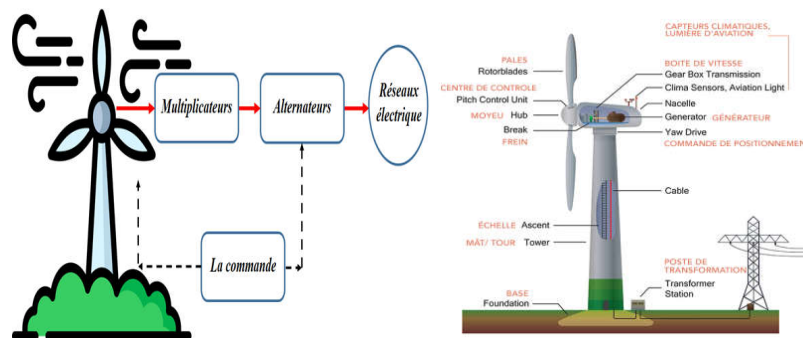 Multiplicateurs
Alternateurs
Réseaux
électrique
La commande
CAPTEURS CLIMATIQUES,
LUMIÈRE D'AVIATION
PALES
Rotorblades
BOITE DE VITESSE
Gear Box Transmission
CENTRE DE CONTROLE
Clima Sensors, Aviation Light
Pitch Control Unit
Nacelle
MOYEU Hub
Generator GÉNÉRATEUR
Break
Yaw Drive
FREIN
COMMANDE DE POSITIONNEMEN
Cable
ÉCHELLE Ascent
MÂT/ TOUR Tower
POSTE DE
TRANSFORMATION
Transformer
Station
BASE
Foundation